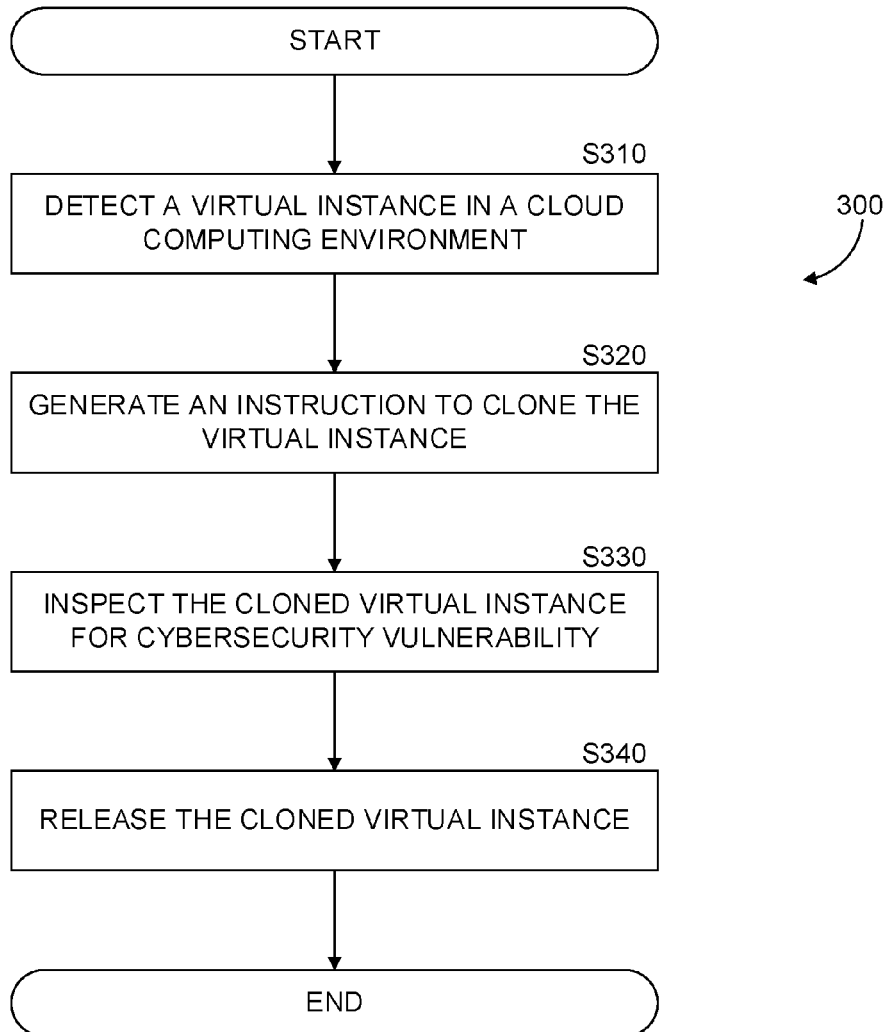 START
S310
DETECT A VIRTUAL INSTANCE IN A CLOUD
COMPUTING ENVIRONMENT
300
S320
GENERATE AN INSTRUCTION TO CLONE THE
VIRTUAL INSTANCE
S330
INSPECT THE CLONED VIRTUAL INSTANCE
FOR CYBERSECURITY VULNERABILITY
S340
RELEASE THE CLONED VIRTUAL INSTANCE
END